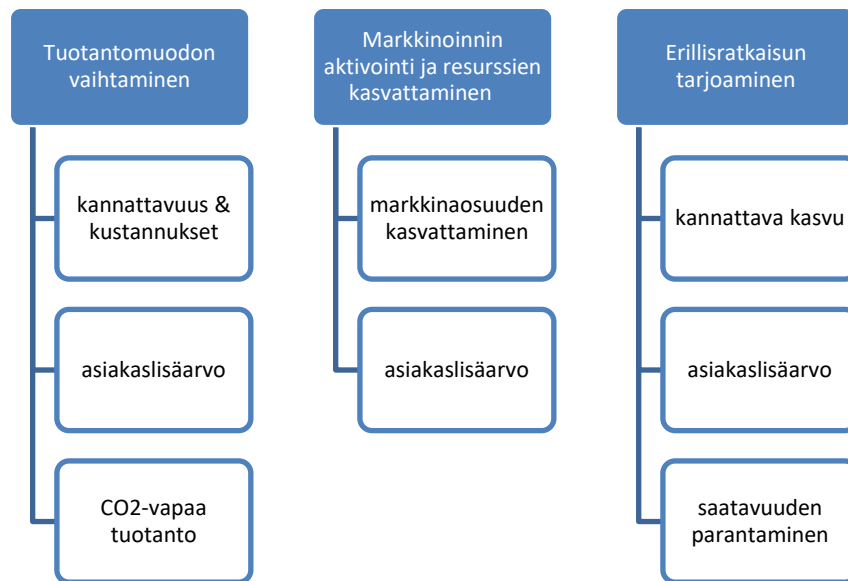 Tuotantomuodon
vaihtaminen
kannattavuus &
kustannukset
asiakaslisäarvo
CO2-vapaa
tuotanto
Markkinoinnin
aktivointi ja resurssien
kasvattaminen
markkinaosuuden
kasvattaminen
asiakaslisäarvo
Erillisratkaisun
tarjoaminen
kannattava kasvu
asiakaslisäarvo
saatavuuden
parantaminen